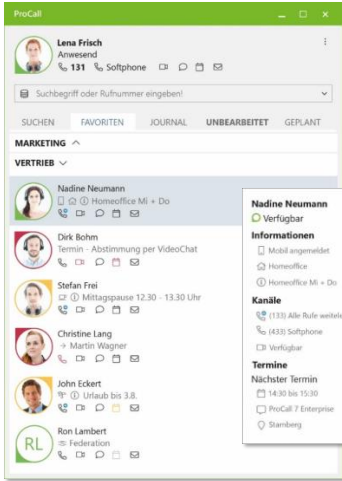 ProCall
Lena Frisch
Anwesend
131 Softphone
Suchbegriff oder Rufnummer eingeben!
SUCHEN FAVORITEN JOURNAL UNBEARBEITET GEPLANT
MARKETING
VERTRIEB
Nadine Neumann
Homeoffice Mi + Do
Dirk Bohm
Termin - Abstimmung per VideoChat
Stefan Frei
Mittagspause 12.30 - 13.30 Uhr
Christine Lang
→ Martin Wagner
John Eckert
Urlaub bis 3.8.
RL
Ron Lambert
Federation
Nadine Neumann
Verfügbar
Informationen
Mobil angemeldet
Homeoffice
Homeoffice Mi + Do
Kanäle
(133) Alle Rufe weitele
(433) Softphone
Verfügbar
Termine
Nächster Termin
14:30 bis 15:30
ProCall 7 Enterprise
Starnberg